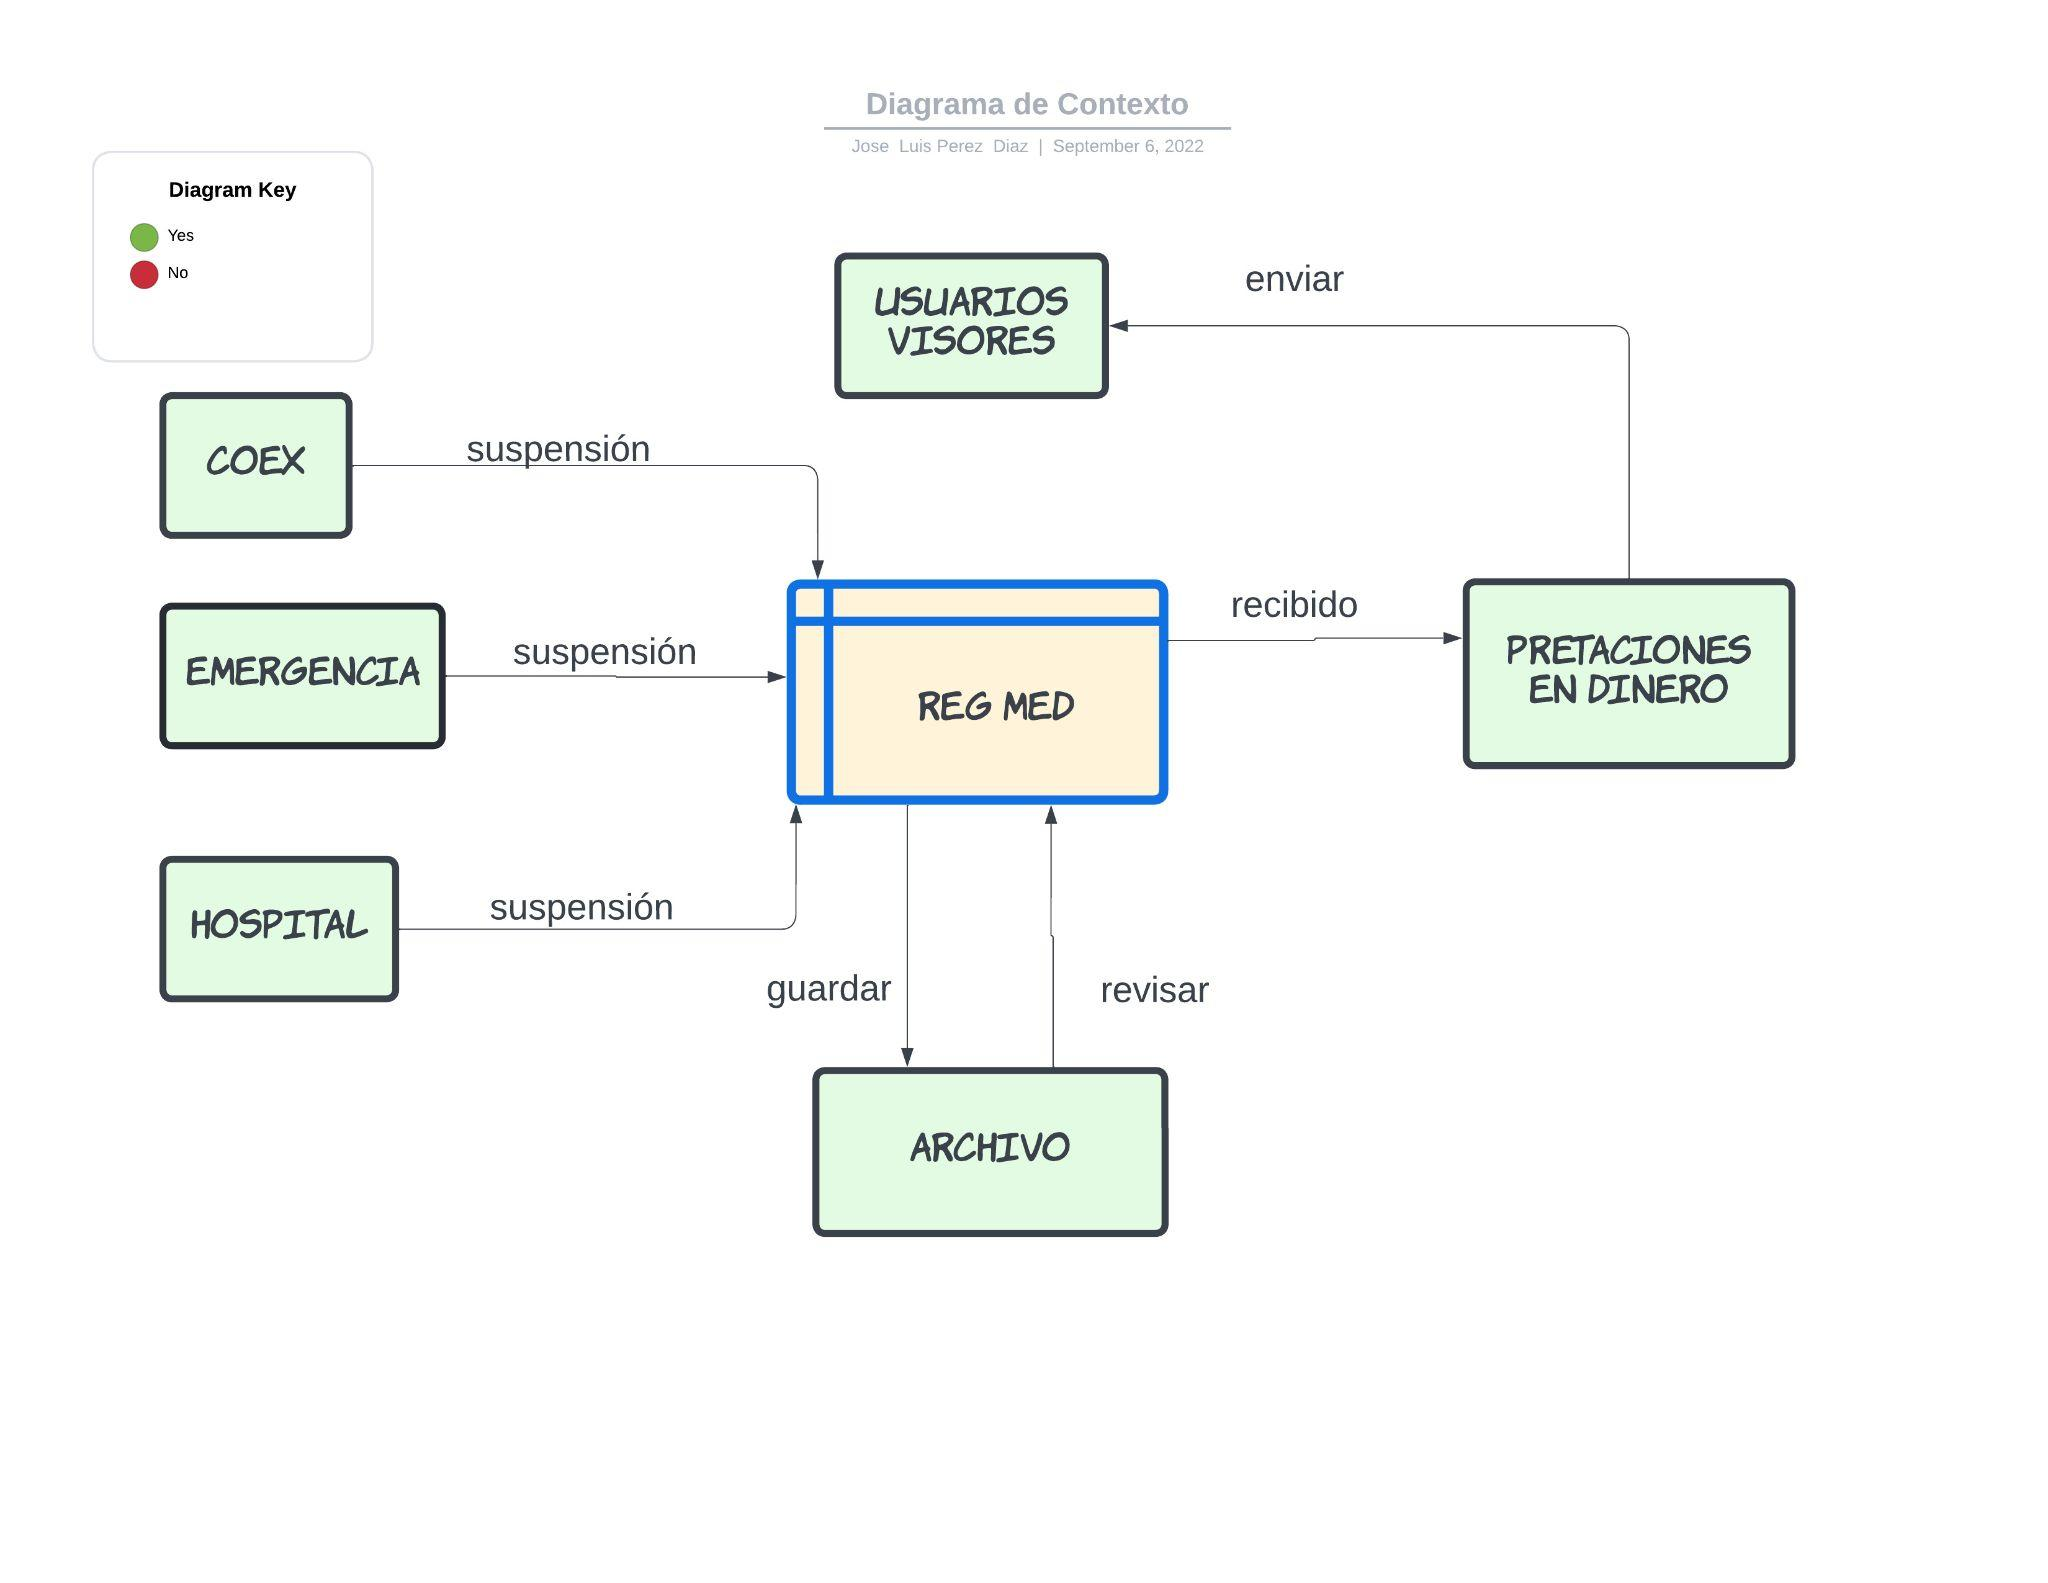 Diagrama de Contexto
Jose Luis Perez Diaz | September 6, 2022
Diagram Key
Yes
No
USUARIOS
VISORES
enviar
COEX
suspensión
EMERGENCIA
suspensión
REG MED
recibido
PRETACIONES
EN DINERO
HOSPITAL
suspensión
guardar
revisar
ARCHIVO